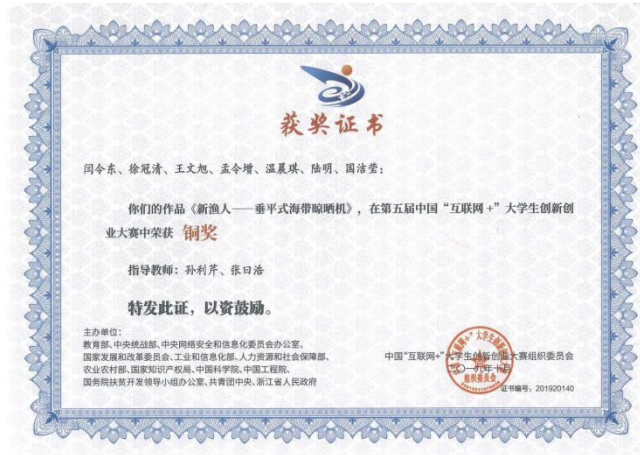 获奖证书
闫令东、徐冠清、王文旭、孟令增、温晨琪、陆明、国洁莹：
你们的作品《新渔人——垂平式海带晾晒机》，在第五届中国“互联网+”大学生创新创
业大赛中荣获 铜奖
指导教师：孙利芹、张日浩
特发此证，以资鼓励。
主办单位：
教育部、中央统战部、中央网络安全和信息化委员会办公室、
国家发展和改革委员会、工业和信息化部、人力资源和社会保障部、
农业农村部、国家知识产权局、中国科学院、中国工程院、
国务院扶贫开发领导小组办公室、共青团中央、浙江省人民政府
中国“互联网+”大学生创新创业大赛组织委员会
二〇一九年十月
组织委员会
证书编号：201920140